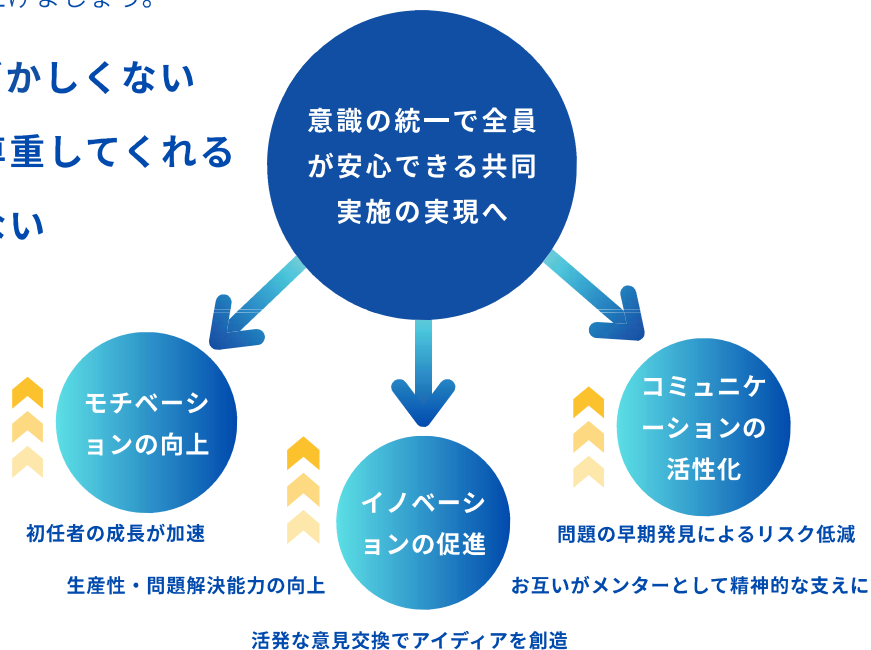 かしくない
重してくれる
い
意識の統一で全員
が安心できる共同
実施の実現へ
モチベーシ
ョンの向上
初任者の成長が加速
生産性・問題解決能力の向上
イノベーシ
ョンの促進
活発な意見交換でアイディアを創造
コミュニケ
ーションの
活性化
問題の早期発見によるリスク低減
お互いがメンターとして精神的な支えに